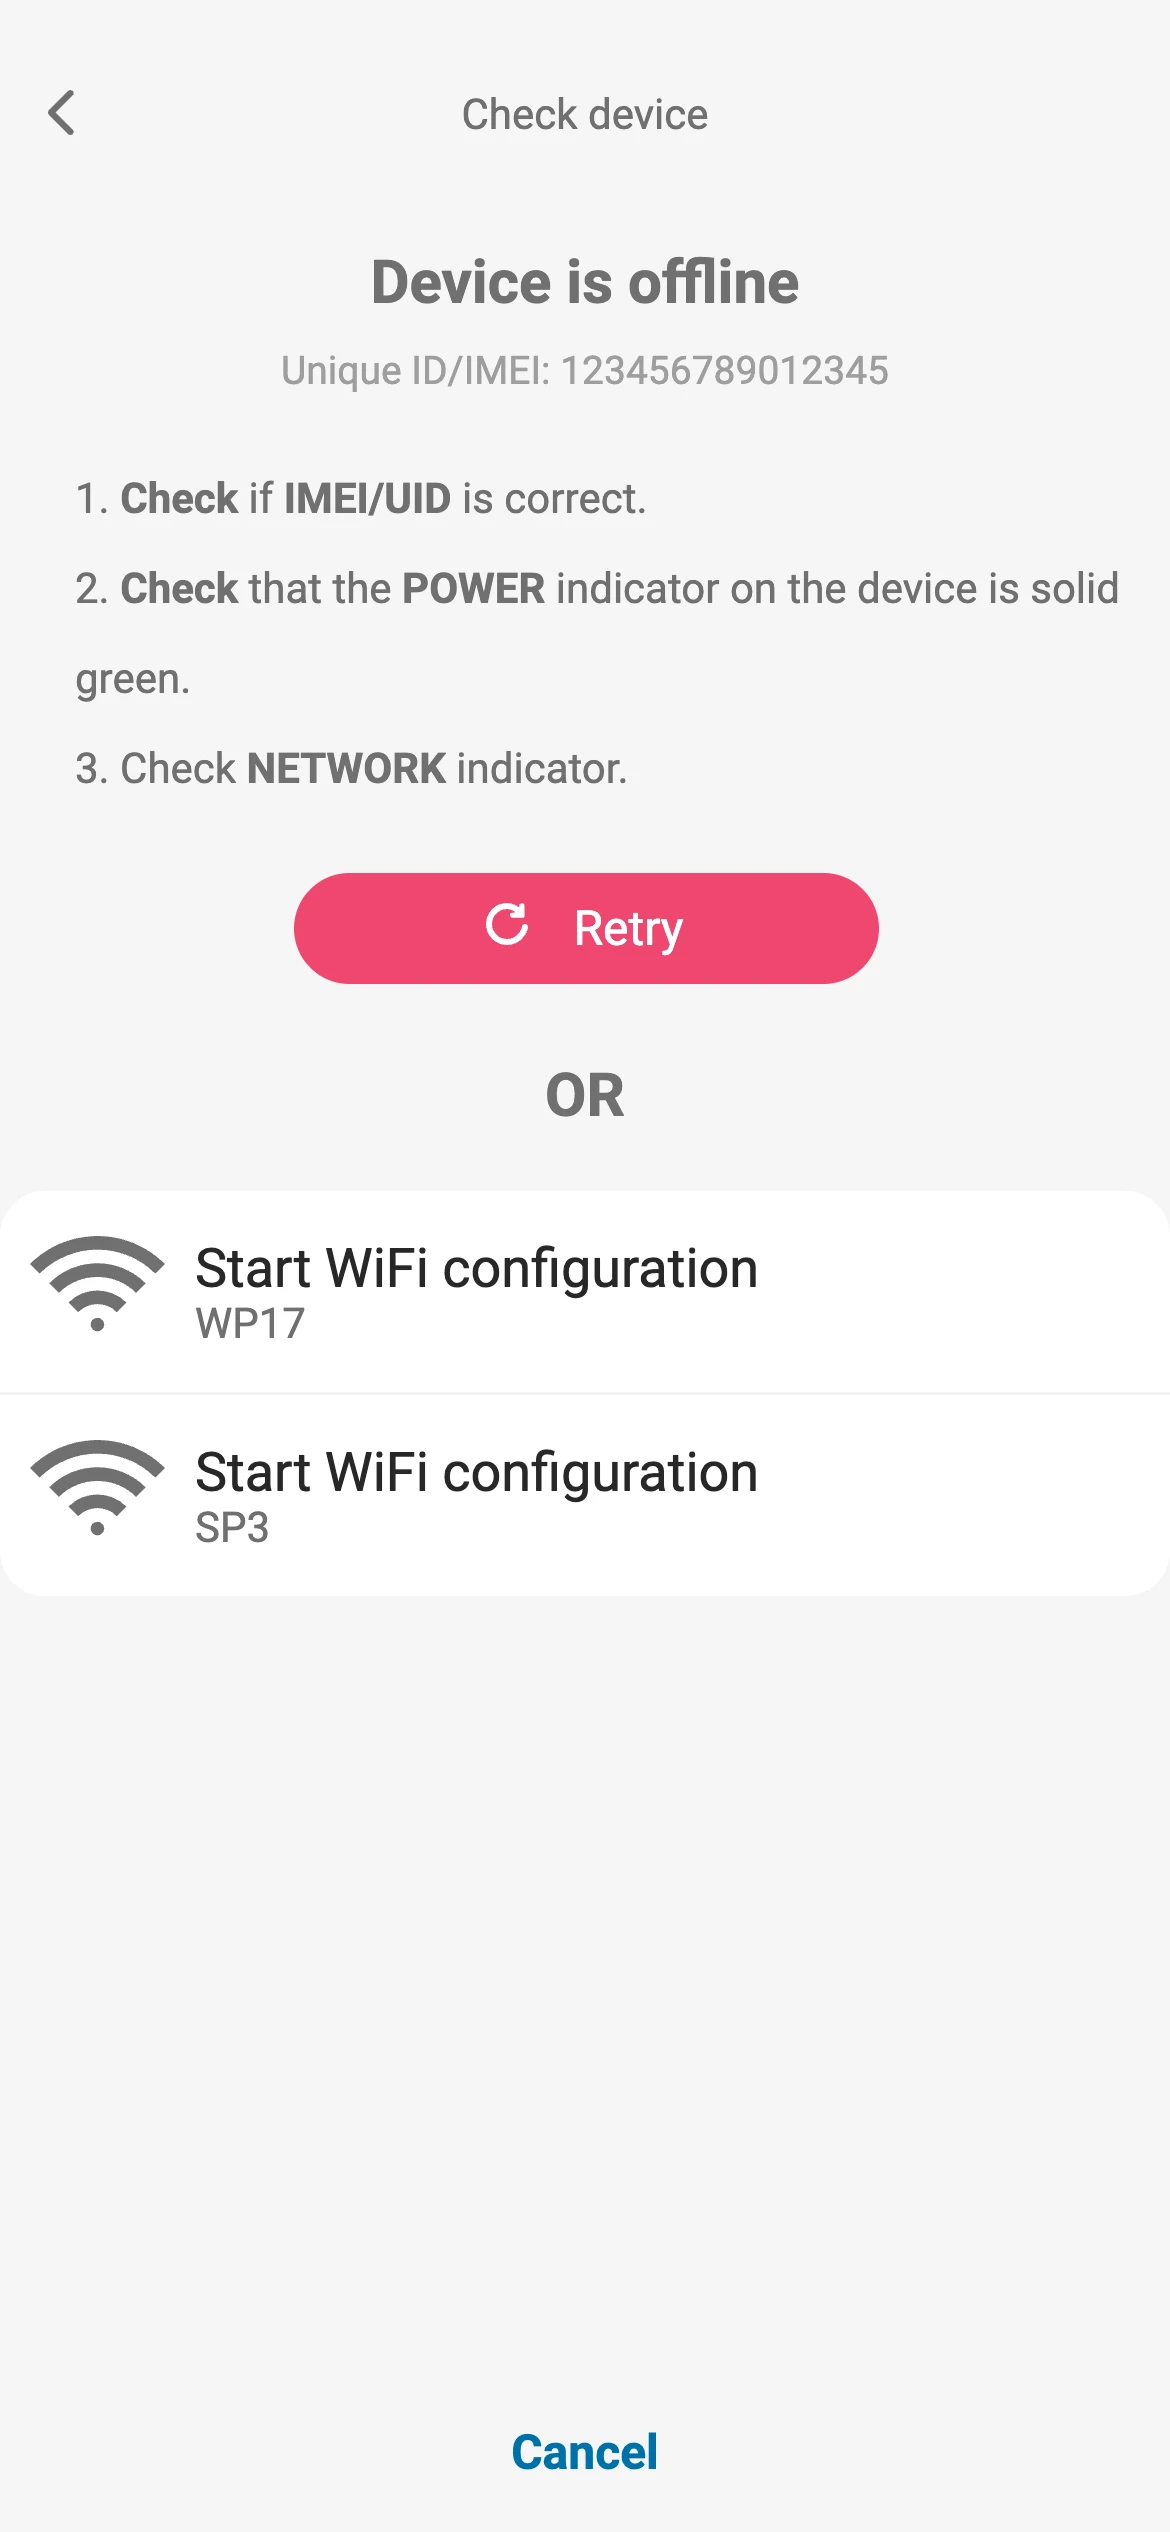 Check device
Device is offline
Unique ID/IMEI: 123456789012345
1. Check if IMEI/UID is correct.
2. Check that the POWER indicator on the device is solid
green.
3. Check NETWORK indicator.
Retry
OR
Start WiFi configuration
WP17
Start WiFi configuration
SP3
Cancel